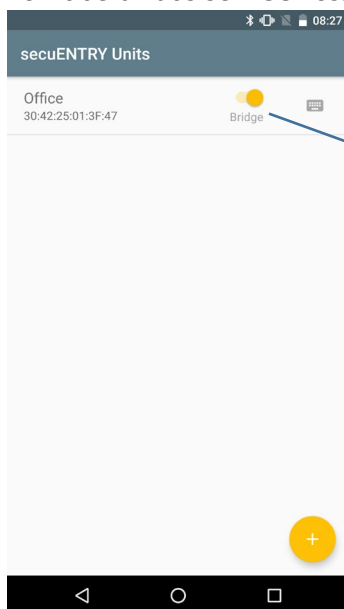 08:27
secuENTRY Units
Office
30:42:25:01:3F:47
Bridge
+